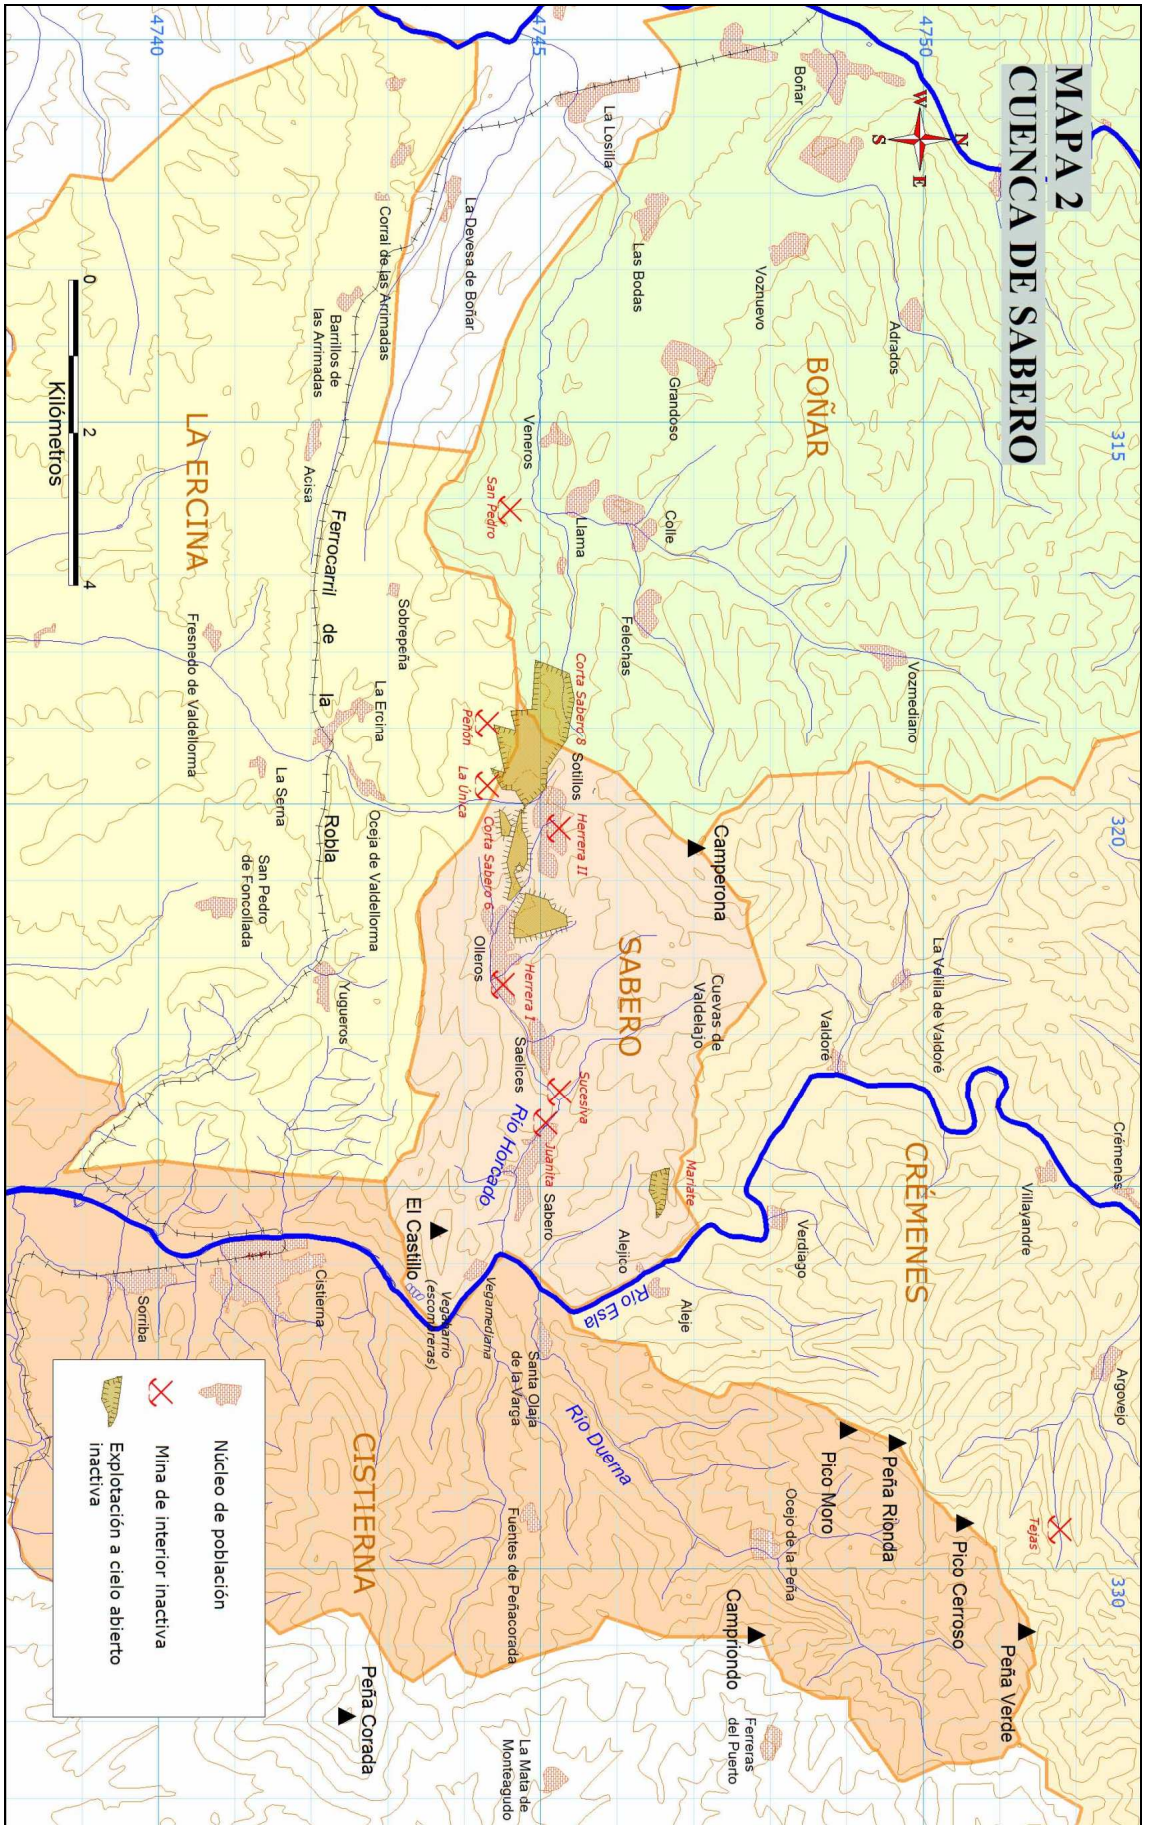 MAPA 2
CUENCA DE SABERO
N
W
E
S
4740
4745
4750
315
320
330
BOÑAR
LA ERCINA
SABERO
CRÉMENES
CISTIERNA
Boñar
La Losilla
La Devesa de Boñar
Las Bodas
Voznuevo
Adrados
Grandoso
Veneros
Colle
Llama
San Pedro
Felechas
Vozmediano
Corral de las Arrimadas
Barrillos de
las Arrimadas
Acisa
Ferrocarril de la Robla
Sobrepeña
Fresnedo de Valdellorma
La Ercina
La Serna
Oceja de Valdellorma
San Pedro
de Foncollada
Yugueros
Corta Sabero 8
Sotillos
Peñón
La Única
Herrera II
Corta Sabero 6
Olleros
Herrera I
Camperona
Cuevas de
Valdelajo
Saelices
Sucesiva
Juanita
Río Horcado
Sabero
Mariate
Alejico
El Castillo
Vegabarrio
(escombreras)
Vegamediana
La Velilla de Valdoré
Valdoré
Crémenes
Villayandre
Verdiago
Aleje
Río Esla
Argovejo
Tejas
Cistierna
Sorriba
Santa Olaja
de la Varga
Río Duerna
Fuentes de Peñacorada
Ocejo de la Peña
Pico Moro
Peña Rionda
Pico Cerroso
Peña Verde
Campriondo
Peña Corada
Ferreras
del Puerto
La Mata de
Monteagudo
0 2 4
Kilómetros
Núcleo de población
Mina de interior inactiva
Explotación a cielo abierto
inactiva